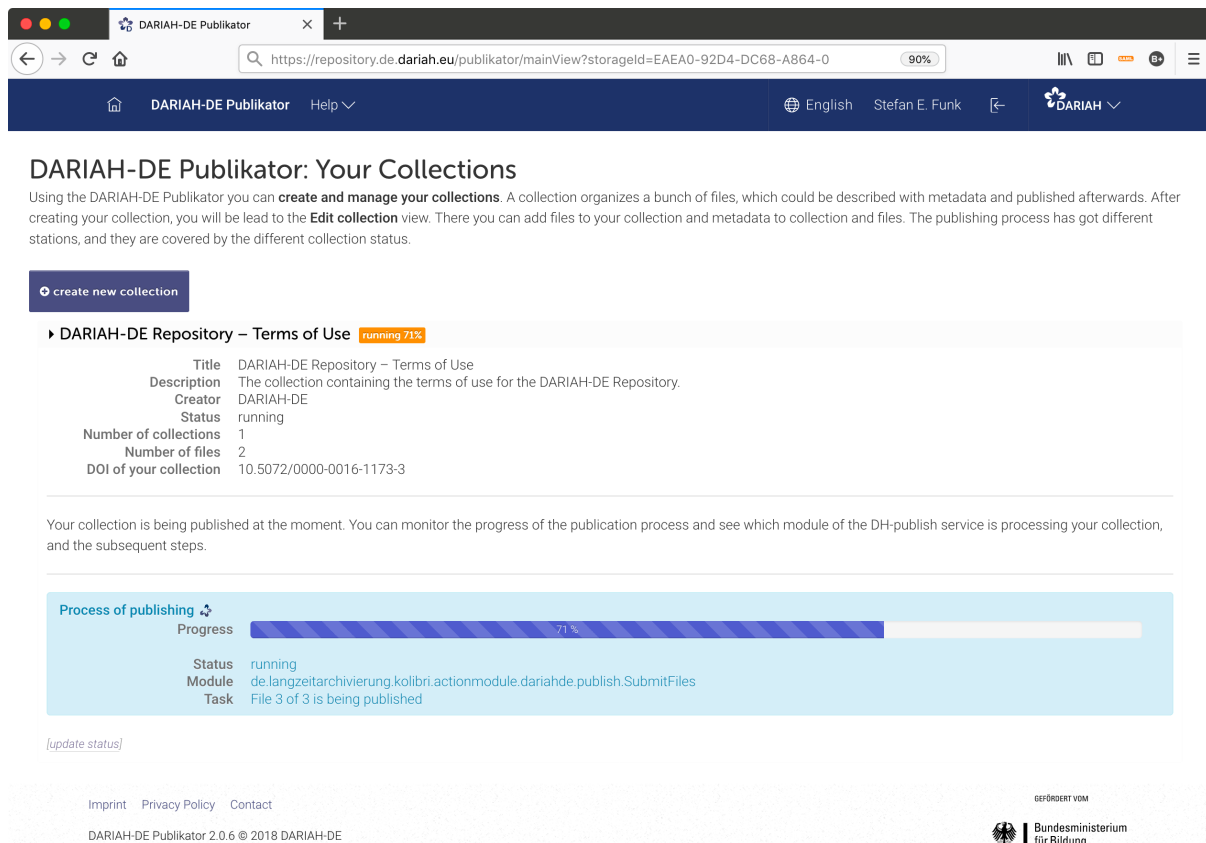 DARIAH-DE Publikator
https://repository.de.dariah.eu/publikator/mainView?storageId=EAEA0-92D4-DC68-A864-0 90%
DARIAH-DE Publikator Help English Stefan E. Funk DARIAH
DARIAH-DE Publikator: Your Collections
Using the DARIAH-DE Publikator you can create and manage your collections. A collection organizes a bunch of files, which could be described with metadata and published afterwards. After
creating your collection, you will be lead to the Edit collection view. There you can add files to your collection and metadata to collection and files. The publishing process has got different
stations, and they are covered by the different collection status.
create new collection
DARIAH-DE Repository – Terms of Use running 71%
Title DARIAH-DE Repository – Terms of Use
Description The collection containing the terms of use for the DARIAH-DE Repository.
Creator DARIAH-DE
Status running
Number of collections 1
Number of files 2
DOI of your collection 10.5072/0000-0016-1173-3
Your collection is being published at the moment. You can monitor the progress of the publication process and see which module of the DH-publish service is processing your collection,
and the subsequent steps.
Process of publishing
Progress 71 %
Status running
Module de.langzeitarchivierung.kolibri.actionmodule.dariahde.publish.SubmitFiles
Task File 3 of 3 is being published
[update status]
Imprint Privacy Policy Contact
GEFÖRDERT VOM
DARIAH-DE Publikator 2.0.6 © 2018 DARIAH-DE
Bundesministerium
für Bildung